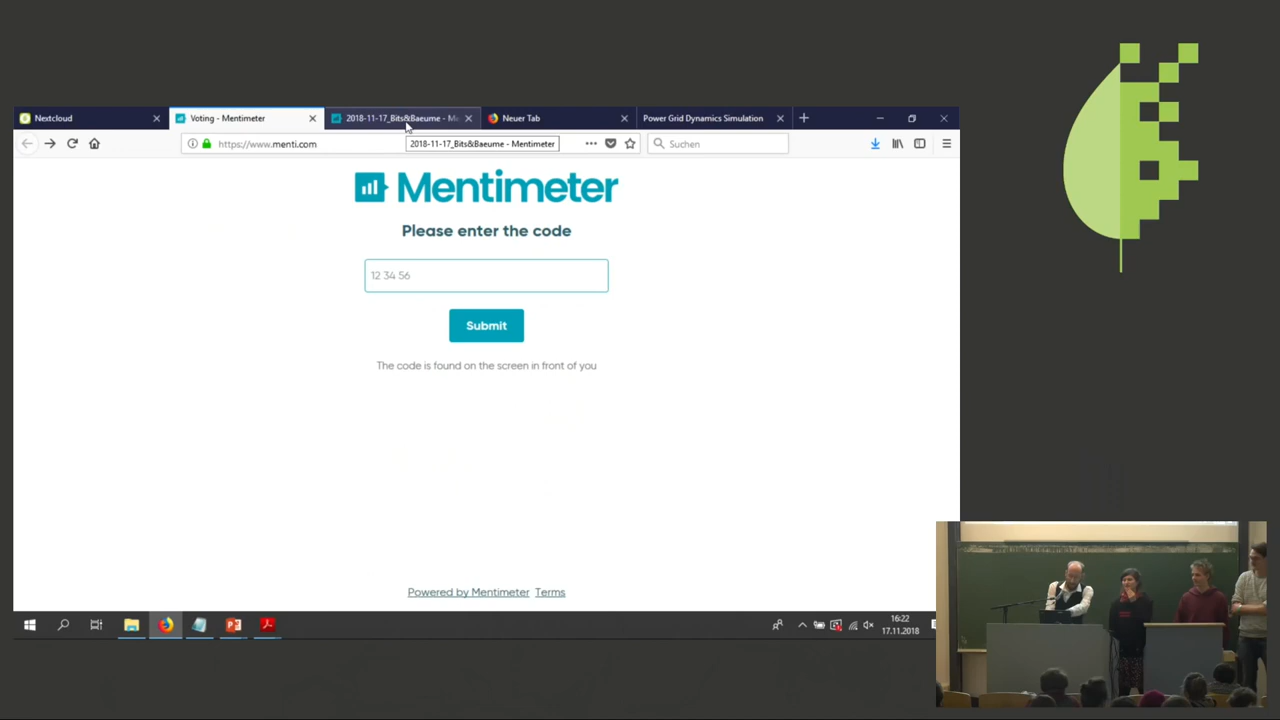 Nextcloud
Voting - Mentimeter
2018-11-17_Bits&Baeume - Me
Neuer Tab
Power Grid Dynamics Simulation
https://www.menti.com
2018-11-17_Bits&Baeume - Mentimeter
Suchen
Mentimeter
Please enter the code
12 34 56
Submit
The code is found on the screen in front of you
Powered by Mentimeter
Terms
16:22
17.11.2018